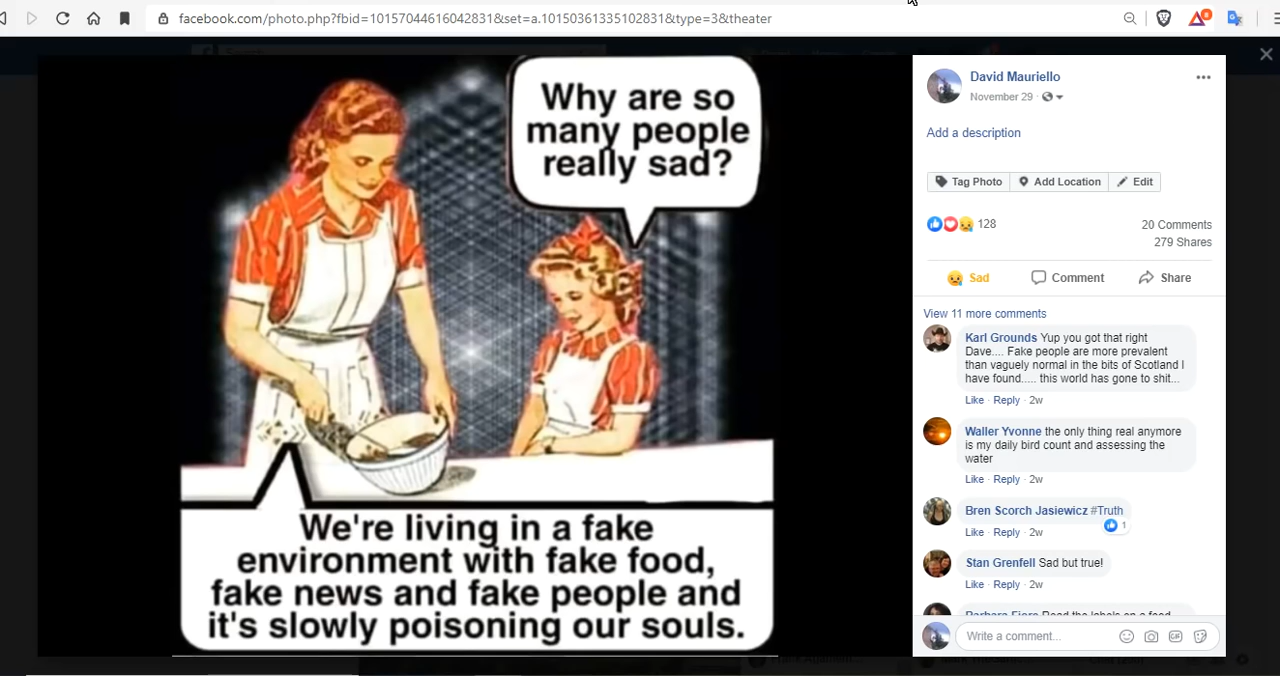 facebook.com/photo.php?fbid=10157044616042831&set=a.10150361335102831&type=3&theater
Why are so
many people
really sad?
We're living in a fake
environment with fake food,
fake news and fake people and
it's slowly poisoning our souls.
David Mauriello
November 29
Add a description
Tag Photo Add Location Edit
128
20 Comments
279 Shares
Sad Comment Share
View 11 more comments
Karl Grounds Yup you got that right
Dave.... Fake people are more prevalent
than vaguely normal in the bits of Scotland I
have found..... this world has gone to shit...
Like · Reply · 2w
Waller Yvonne the only thing real anymore
is my daily bird count and assessing the
water
Like · Reply · 2w
Bren Scorch Jasiewicz #Truth
1
Like · Reply · 2w
Stan Grenfell Sad but true!
Like · Reply · 2w
Write a comment...
GIF